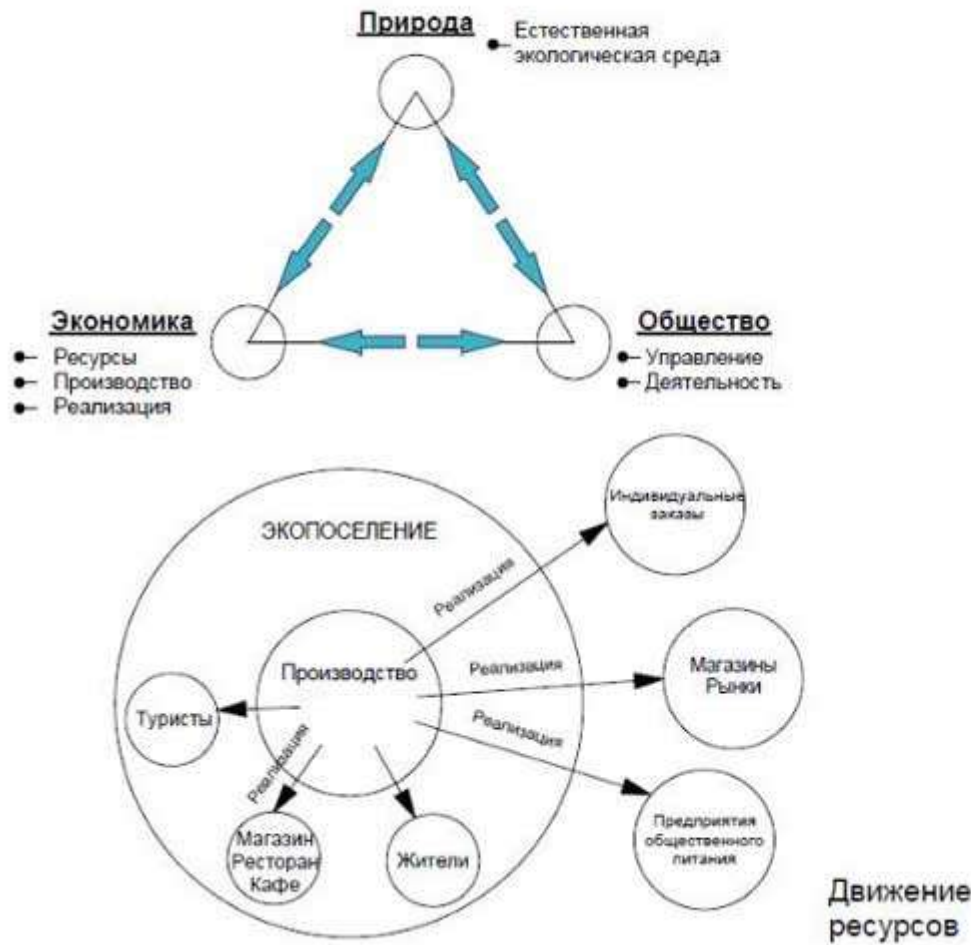 Природа
Естественная
экологическая среда
Экономика
Ресурсы
Производство
Реализация
Общество
Управление
Деятельность
ЭКОПОСЕЛЕНИЕ
Индивидуальные
заказы
Реализация
Производство
Реализация
Магазины
Рынки
Туристы
Реализация
Реализация
Магазин
Ресторан
Кафе
Жители
Предприятия
общественного
питания
Движение
ресурсов